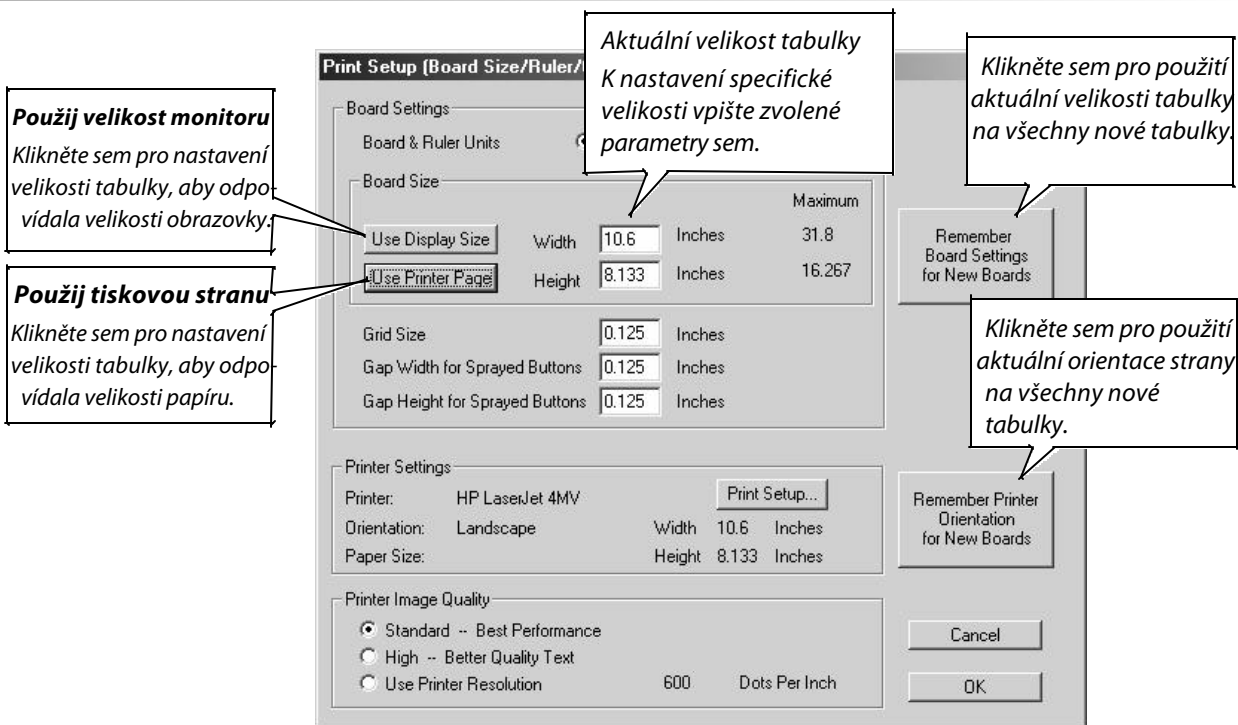 Print Setup (Board Size/Ruler/
Aktuální velikost tabulky
K nastavení specifické
velikosti vpište zvolené
parametry sem.
Klikněte sem pro použití
aktuální velikosti tabulky
na všechny nové tabulky.
Použij velikost monitoru
Klikněte sem pro nastavení
velikosti tabulky, aby odpo-
vídala velikosti obrazovky.
Použij tiskovou stranu
Klikněte sem pro nastavení
velikosti tabulky, aby odpo-
vídala velikosti papíru.
Board Settings
Board & Ruler Units
Board Size
Maximum
Use Display Size Width 10.6 Inches 31.8
Use Printer Page Height 8.133 Inches 16.267
Remember
Board Settings
for New Boards
Grid Size 0.125 Inches
Gap Width for Sprayed Buttons 0.125 Inches
Gap Height for Sprayed Buttons 0.125 Inches
Klikněte sem pro použití
aktuální orientace strany
na všechny nové
tabulky.
Printer Settings
Printer: HP LaserJet 4MV Print Setup...
Orientation: Landscape Width 10.6 Inches
Paper Size: Height 8.133 Inches
Remember Printer
Orientation
for New Boards
Printer Image Quality
Standard -- Best Performance
High -- Better Quality Text
Use Printer Resolution 600 Dots Per Inch
Cancel
OK